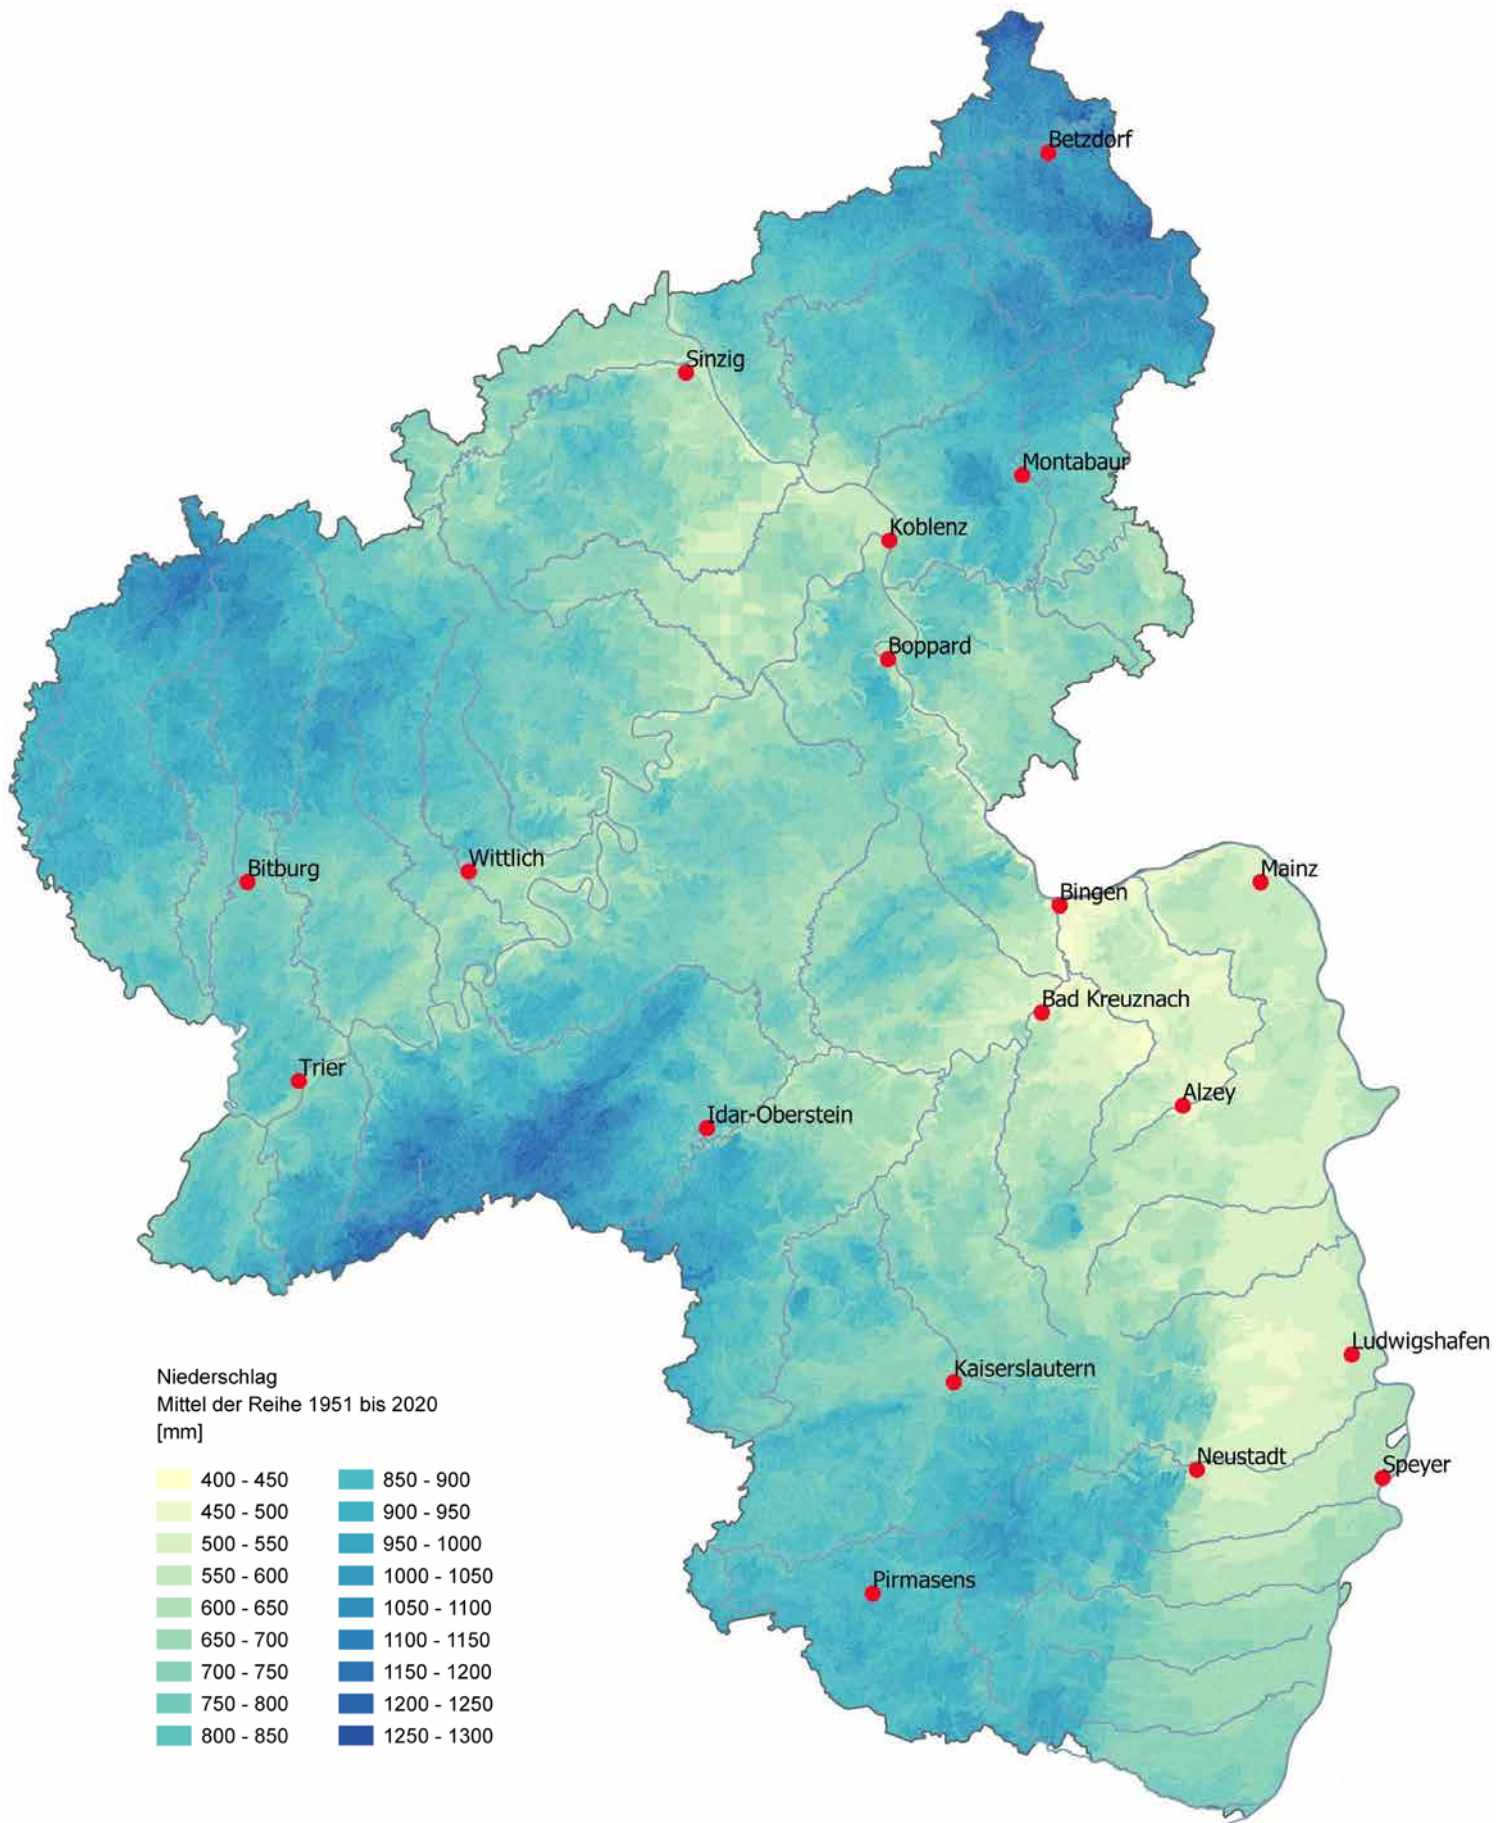 Betzdorf
Sinzig
Montabaur
Koblenz
Boppard
Wittlich
Bitburg
Mainz
Bingen
Bad Kreuznach
Trier
Alzey
Idar-Oberstein
Ludwigshafen
Kaiserslautern
Neustadt
Speyer
Pirmasens
Niederschlag
Mittel der Reihe 1951 bis 2020
[mm]
400 - 450
450 - 500
500 - 550
550 - 600
600 - 650
650 - 700
700 - 750
750 - 800
800 - 850
850 - 900
900 - 950
950 - 1000
1000 - 1050
1050 - 1100
1100 - 1150
1150 - 1200
1200 - 1250
1250 - 1300